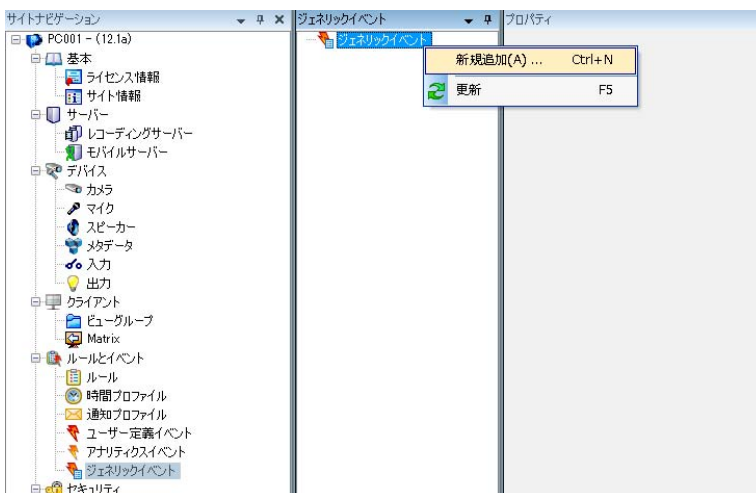 サイトナビゲーション
PC001 - (12.1a)
基本
ライセンス情報
サイト情報
サーバー
レコーディングサーバー
モバイルサーバー
デバイス
カメラ
マイク
スピーカー
メタデータ
入力
出力
クライアント
ビューグループ
Matrix
ルールとイベント
ルール
時間プロファイル
通知プロファイル
ユーザー定義イベント
アナリティクスイベント
ジェネリックイベント
セキュリティ
ジェネリックイベント
ジェネリックイベント
新規追加(A) ... Ctrl+N
更新 F5
プロパティ